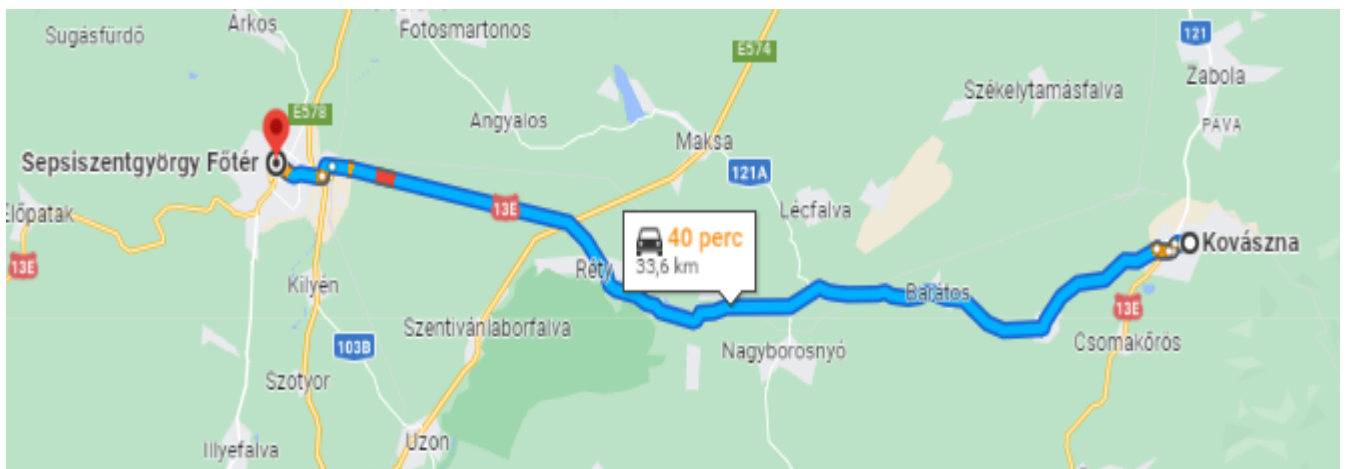 Sugásfürdő
Árkos
Fotosmartonos
E574
121
Zabola
Székelytamásfalva
E578
Angyalos
Maksa
PÁVA
Sepsiszentgyörgy Főtér
121A
Előpatak
13E
Lécfalva
40 perc
33,6 km
Kovászna
13E
Réty
Kilyén
Barátos
13E
Szentivánlaborfalva
Csomakőrös
103B
Nagyborosnyó
Szotyor
Uzon
Illyefalva